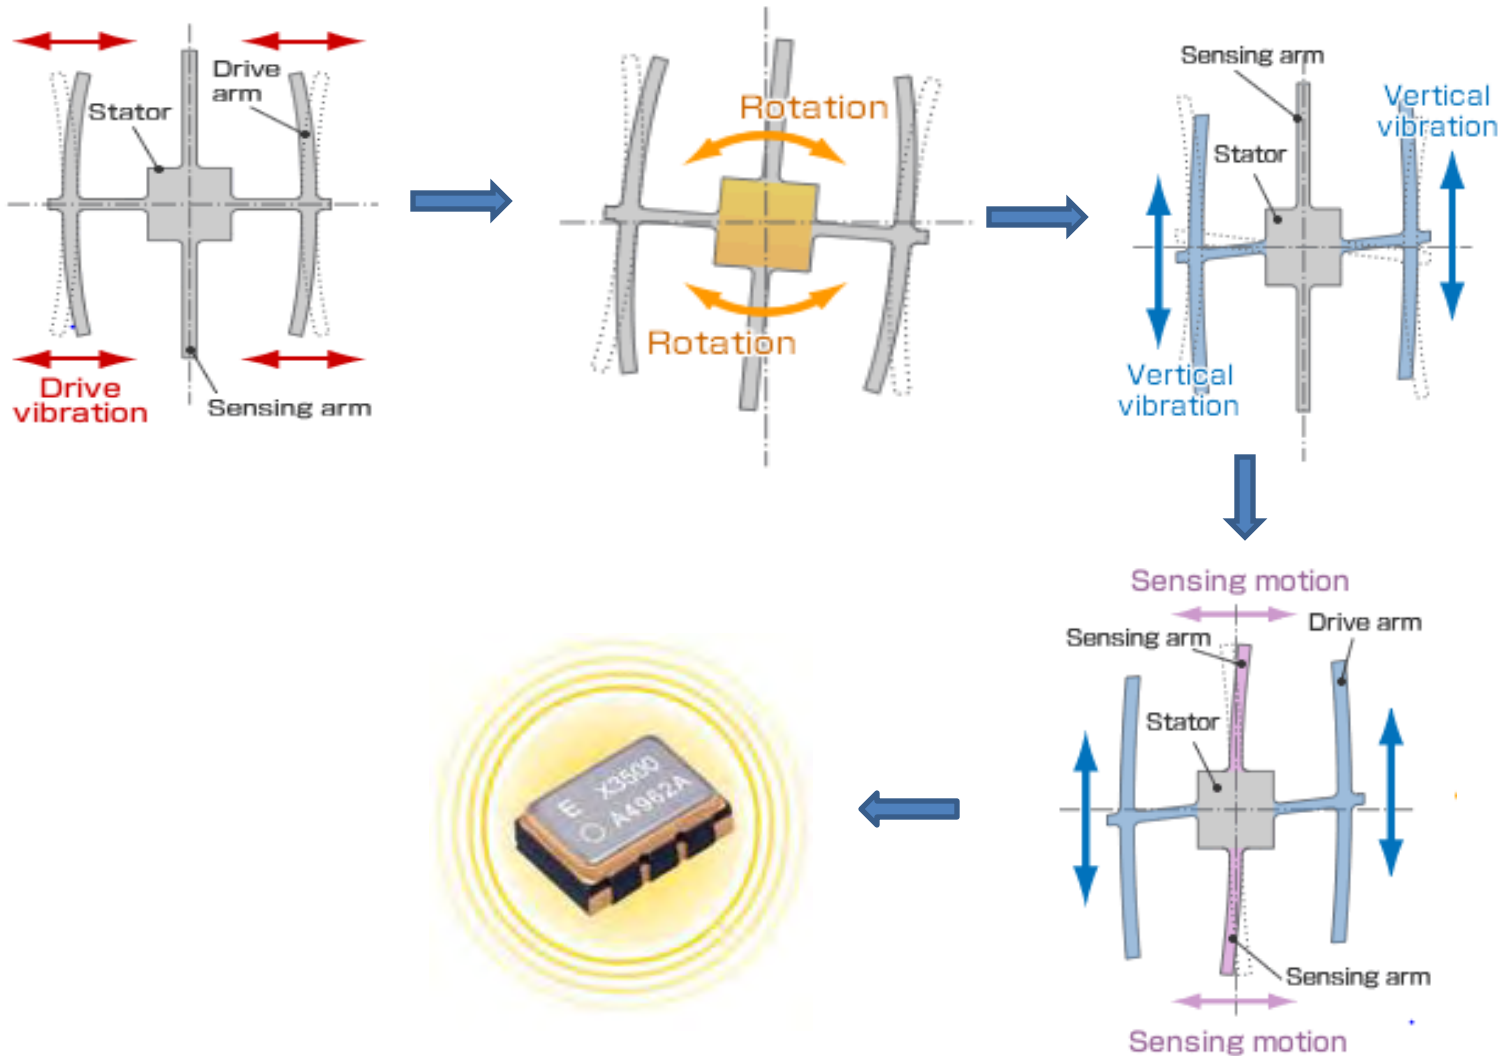 Drive
arm
Stator
Drive
vibration
Sensing arm
Rotation
Rotation
Sensing arm
Vertical
vibration
Stator
Vertical
vibration
Sensing motion
Sensing arm
Drive arm
Stator
Sensing arm
Sensing motion
E X3500
A4962A